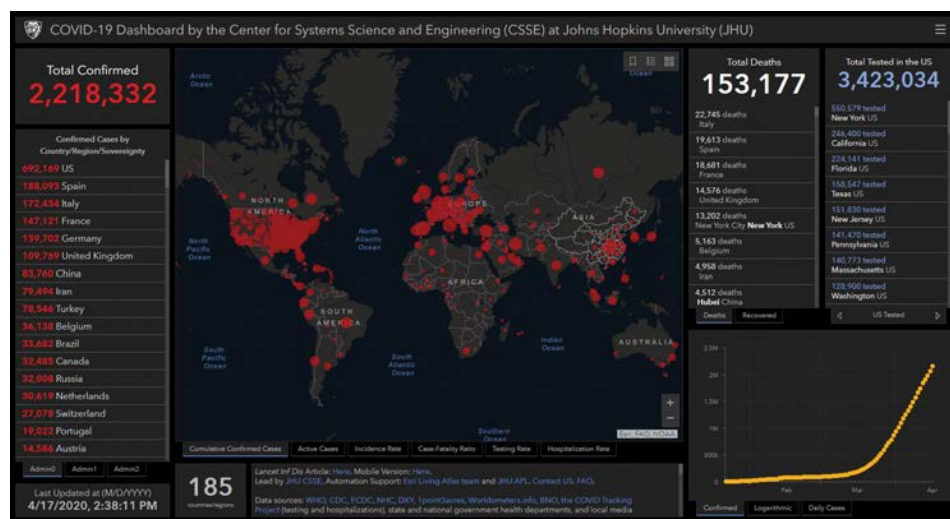 COVID-19 Dashboard by the Center for Systems Science and Engineering (CSSE) at Johns Hopkins University (JHU)
Total Confirmed
2,218,332
Confirmed Cases by
Country/Region/Sovereignty
692,169 US
188,093 Spain
172,434 Italy
147,121 France
139,702 Germany
109,769 United Kingdom
83,760 China
79,494 Iran
78,546 Turkey
36,138 Belgium
33,682 Brazil
32,485 Canada
32,008 Russia
30,619 Netherlands
27,078 Switzerland
19,022 Portugal
14,586 Austria
Admin0 Admin1 Admin2
Last Updated at (M/D/YYYY)
4/17/2020, 2:38:11 PM
Arctic
Ocean
Ocean
NORTH
AMERICA
EUROPE
ASIA
North
Pacific
Ocean
North
Atlantic
Ocean
AFRICA
SOUTH
AMERICA
Indian
Ocean
AUSTRALIA
South
Pacific
Ocean
South
Atlantic
Ocean
Southern
Ocean
+
−
Esri, FAO, NOAA
Cumulative Confirmed Cases Active Cases Incidence Rate Case-Fatality Ratio Testing Rate Hospitalization Rate
185
countries/regions
Lancet Inf Dis Article: Here. Mobile Version: Here.
Lead by JHU CSSE. Automation Support: Esri Living Atlas team and JHU APL. Contact US. FAQ.
Data sources: WHO, CDC, ECDC, NHC, DXY, 1point3acres, Worldometers.info, BNO, the COVID Tracking
Project (testing and hospitalizations), state and national government health departments, and local media
Total Deaths
153,177
22,745 deaths
Italy
19,613 deaths
Spain
18,681 deaths
France
14,576 deaths
United Kingdom
13,202 deaths
New York City New York US
5,163 deaths
Belgium
4,958 deaths
Iran
4,512 deaths
Hubei China
Deaths Recovered
Total Tested in the US
3,423,034
550,579 tested
New York US
246,400 tested
California US
224,141 tested
Florida US
158,547 tested
Texas US
151,830 tested
New Jersey US
141,470 tested
Pennsylvania US
140,773 tested
Massachusetts US
128,900 tested
Washington US
US Tested
2.5M
2M
1.5M
1M
500k
0
Feb Mar Apr
Confirmed Logarithmic Daily Cases